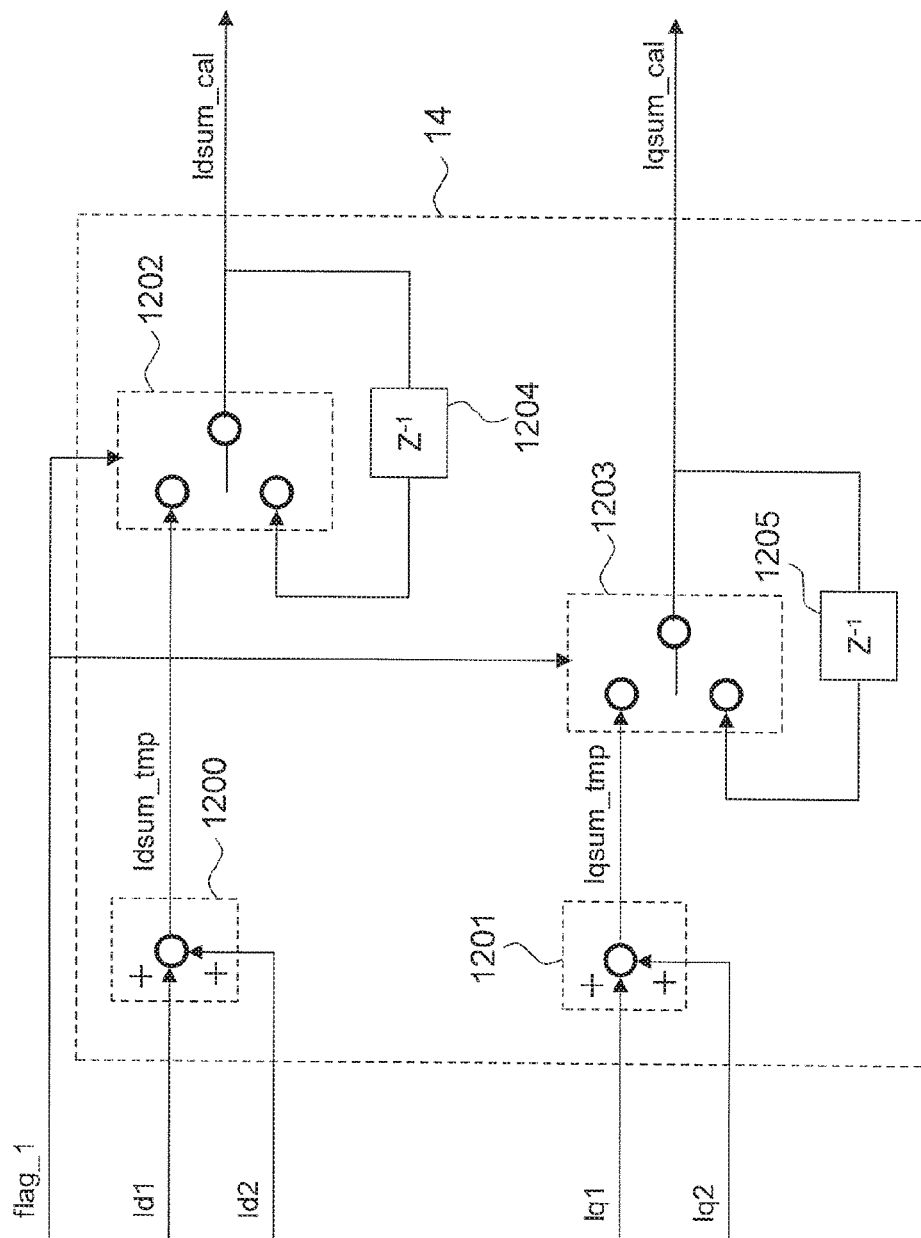 flag_1
Id1
Id2
Iq1
Iq2
+
+
1200
Idsum_tmp
1202
Z-1
1204
Idsum_cal
14
+
+
1201
Iqsum_tmp
1203
Z-1
1205
Iqsum_cal